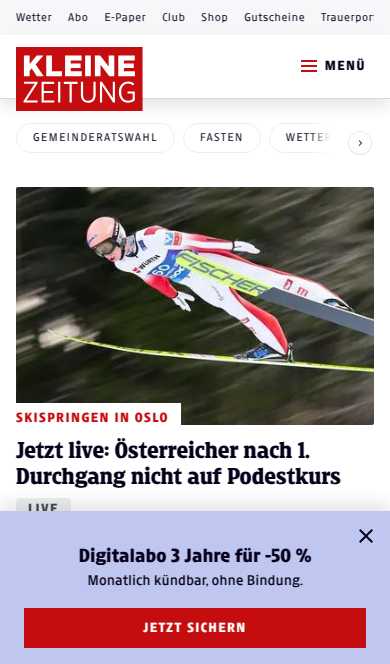 Wetter Abo E-Paper Club Shop Gutscheine Trauerpor
KLEINE
ZEITUNG
MENÜ
GEMEINDERATSWAHL FASTEN WETTER
FISCHER
WÜRTH
SKISPRINGEN IN OSLO
Jetzt live: Österreicher nach 1.
Durchgang nicht auf Podestkurs
LIVE
Digitalabo 3 Jahre für -50 %
Monatlich kündbar, ohne Bindung.
JETZT SICHERN